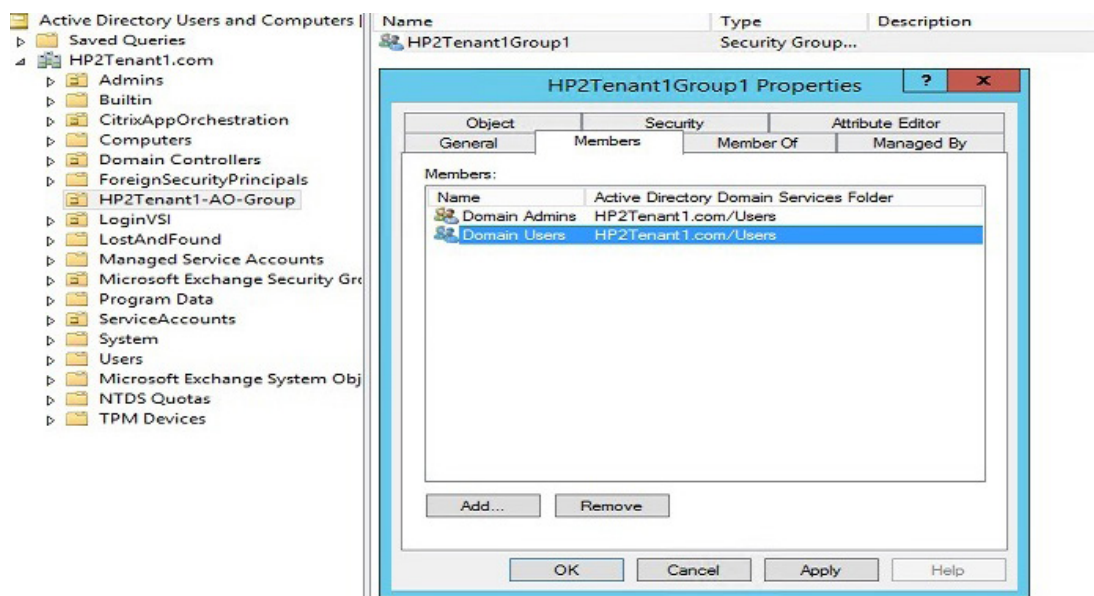 Active Directory Users and Computers [
Saved Queries
HP2Tenant1.com
Admins
Builtin
CitrixAppOrchestration
Computers
Domain Controllers
ForeignSecurityPrincipals
HP2Tenant1-AO-Group
LoginVSI
LostAndFound
Managed Service Accounts
Microsoft Exchange Security Gro
Program Data
ServiceAccounts
System
Users
Microsoft Exchange System Obj
NTDS Quotas
TPM Devices
Name Type Description
HP2Tenant1Group1 Security Group...
HP2Tenant1Group1 Properties ? x
Object Security Attribute Editor
General Members Member Of Managed By
Members:
Name Active Directory Domain Services Folder
Domain Admins HP2Tenant1.com/Users
Domain Users HP2Tenant1.com/Users
Add... Remove
OK Cancel Apply Help